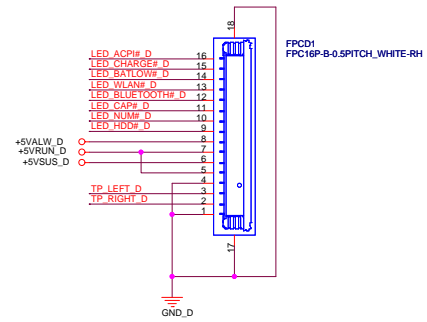 18
FPCD1
FPC16P-B-0.5PITCH_WHITE-RH
LED_ACPI#_D 16
LED_CHARGE#_D 15
LED_BATLOW#_D 14
LED_WLAN#_D 13
LED_BLUETOOTH#_D 12
LED_CAP#_D 11
LED_NUM#_D 10
LED_HDD#_D 9
+5VALW_D 8
+5VRUN_D 7
+5VSUS_D 6
5
4
TP_LEFT_D 3
TP_RIGHT_D 2
1
17
GND_D